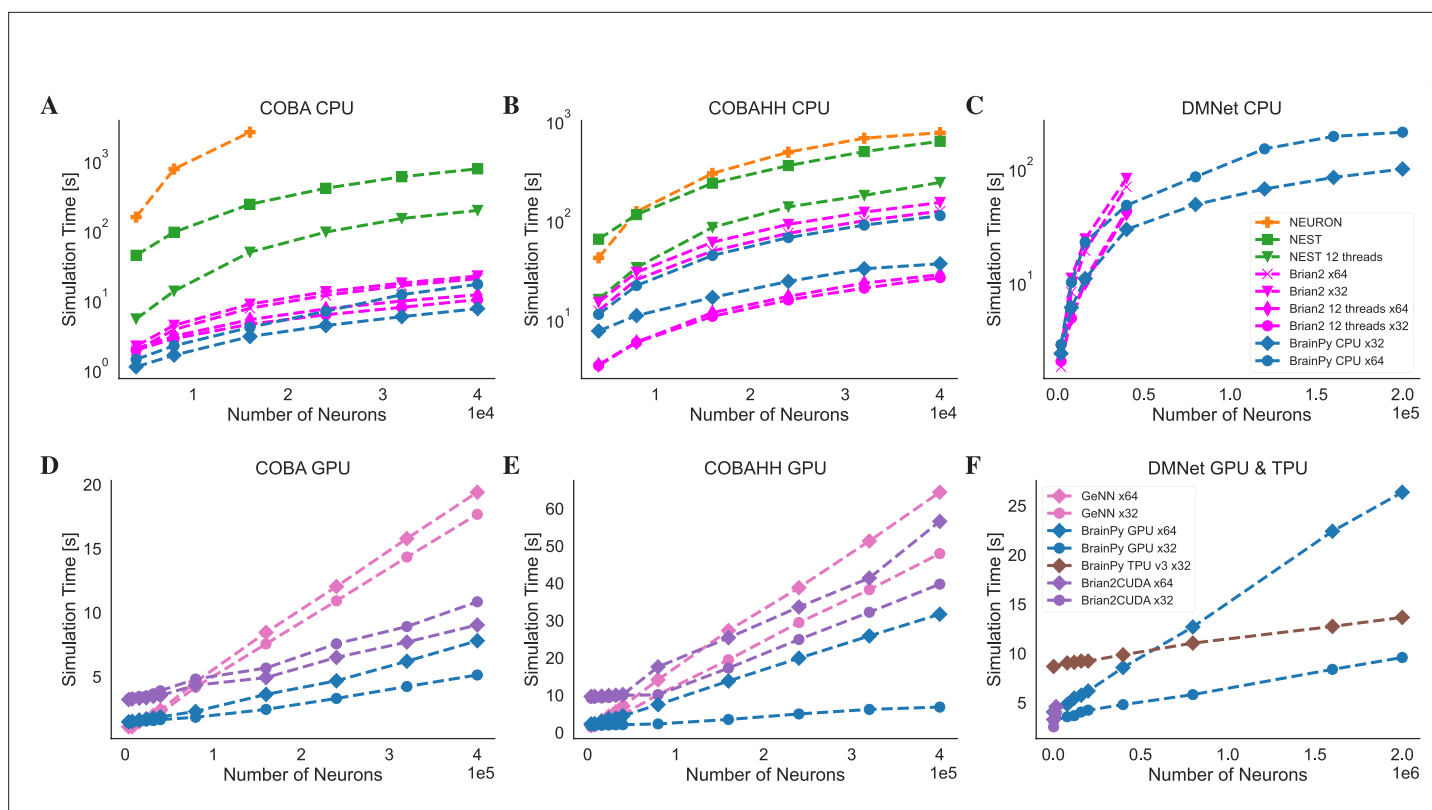 A
COBA CPU
Simulation Time [s]
10^3
10^2
10^1
10^0
1
2
3
4
1e4
Number of Neurons
B
COBAHH CPU
Simulation Time [s]
10^3
10^2
10^1
1
2
3
4
1e4
Number of Neurons
C
DMNet CPU
Simulation Time [s]
10^2
10^1
NEURON
NEST
NEST 12 threads
Brian2 x64
Brian2 x32
Brian2 12 threads x64
Brian2 12 threads x32
BrainPy CPU x32
BrainPy CPU x64
0.0
0.5
1.0
1.5
2.0
1e5
Number of Neurons
D
COBA GPU
Simulation Time [s]
20
15
10
5
0
1
2
3
4
1e5
Number of Neurons
E
COBAHH GPU
Simulation Time [s]
60
50
40
30
20
10
0
0
1
2
3
4
1e5
Number of Neurons
F
DMNet GPU & TPU
Simulation Time [s]
25
20
15
10
5
GeNN x64
GeNN x32
BrainPy GPU x64
BrainPy GPU x32
BrainPy TPU v3 x32
Brian2CUDA x64
Brian2CUDA x32
0.0
0.5
1.0
1.5
2.0
1e6
Number of Neurons